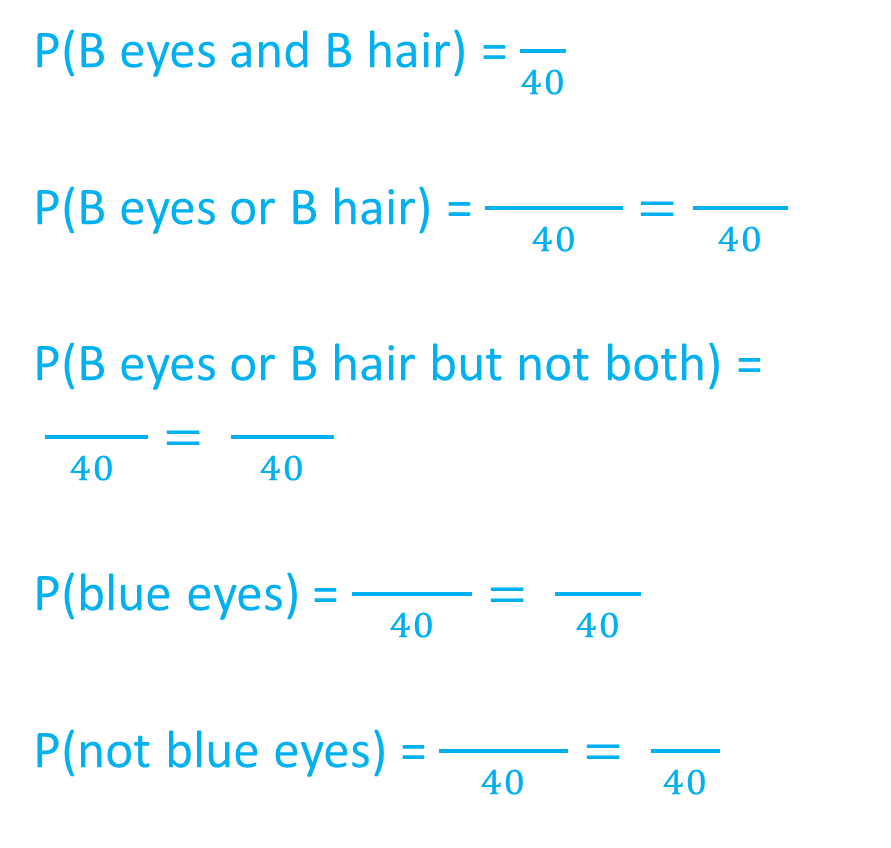 P(B eyes and B hair) = —/40
P(B eyes or B hair) = —/40 = —/40
P(B eyes or B hair but not both) =
—/40 = —/40
P(blue eyes) = —/40 = —/40
P(not blue eyes) = —/40 = —/40